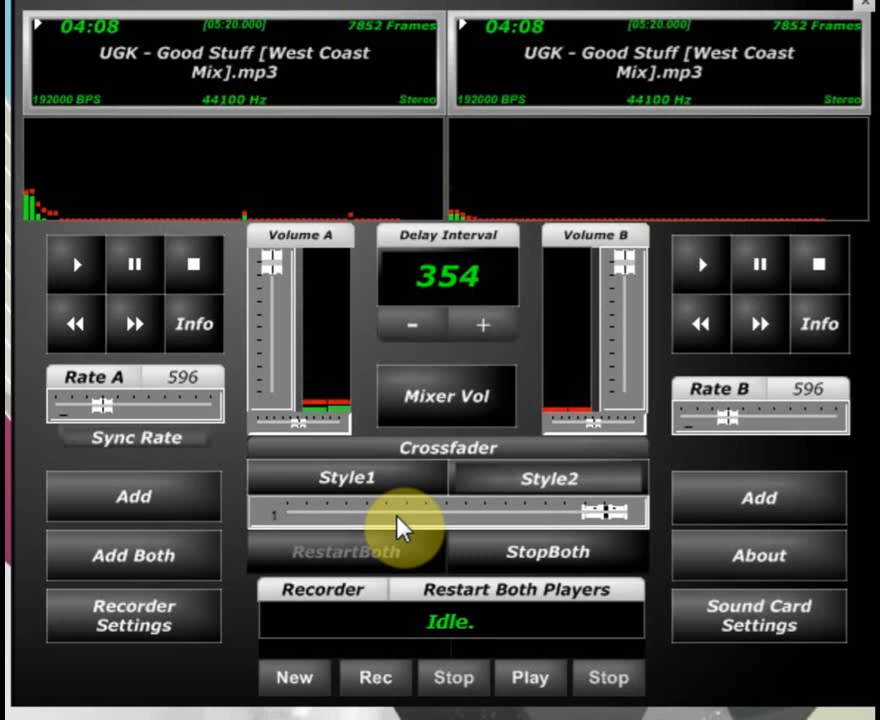 04:08 [05:20.000] 7852 Frames
UGK - Good Stuff [West Coast
Mix].mp3
192000 BPS 44100 Hz Stereo
04:08 [05:20.000] 7852 Frames
UGK - Good Stuff [West Coast
Mix].mp3
192000 BPS 44100 Hz Stereo
Volume A
Delay Interval
Volume B
354
- +
Info
Info
Rate A 596
Mixer Vol
Rate B 596
Sync Rate
Crossfader
Style1
Style2
Add
Add
RestartBoth
StopBoth
Add Both
About
Recorder
Restart Both Players
Recorder
Settings
Idle.
Sound Card
Settings
New
Rec
Stop
Play
Stop